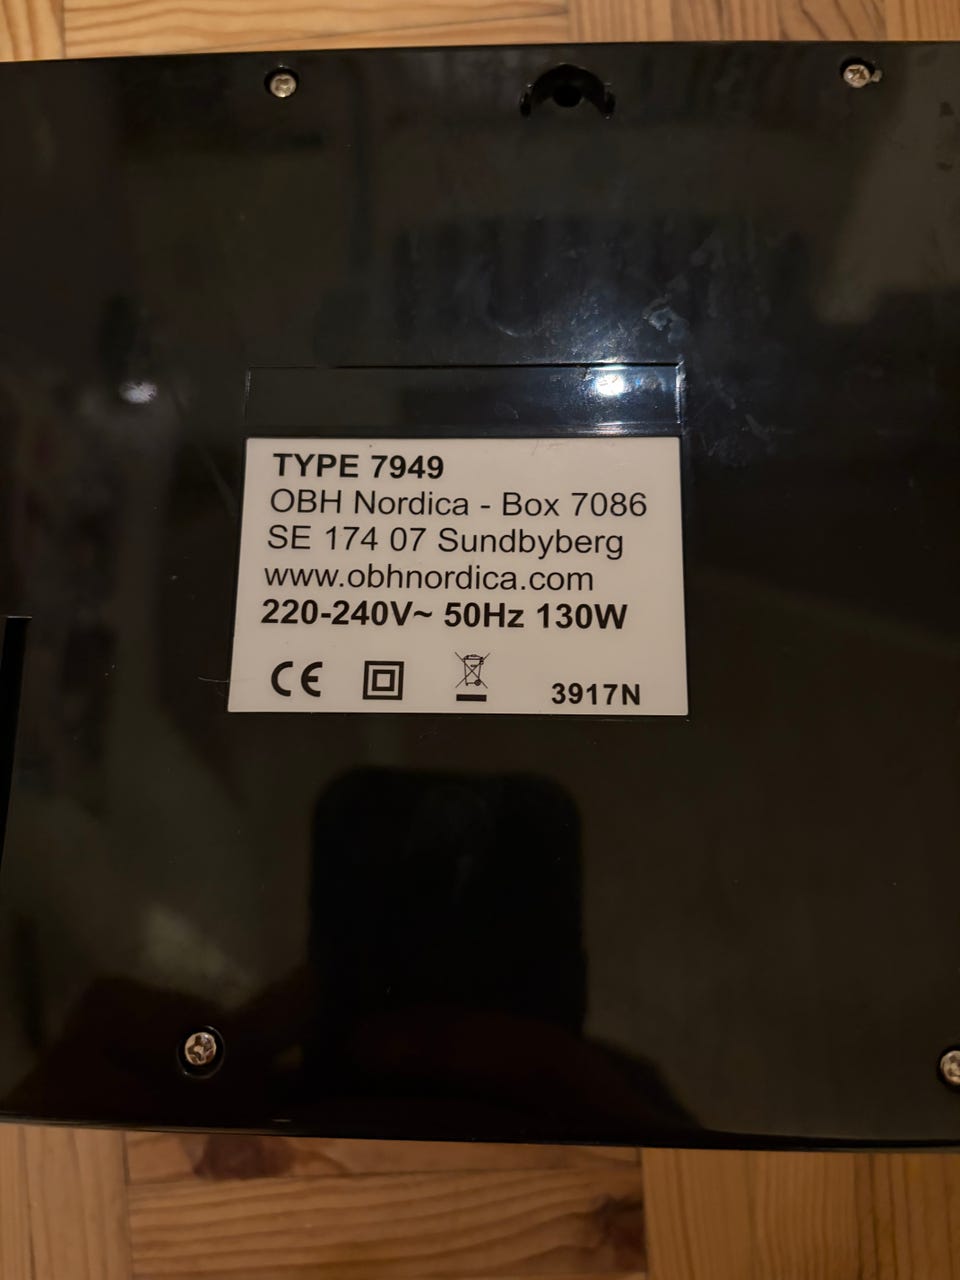 TYPE 7949
OBH Nordica - Box 7086
SE 174 07 Sundbyberg
www.obhnordica.com
220-240V~ 50Hz 130W
CE
3917N